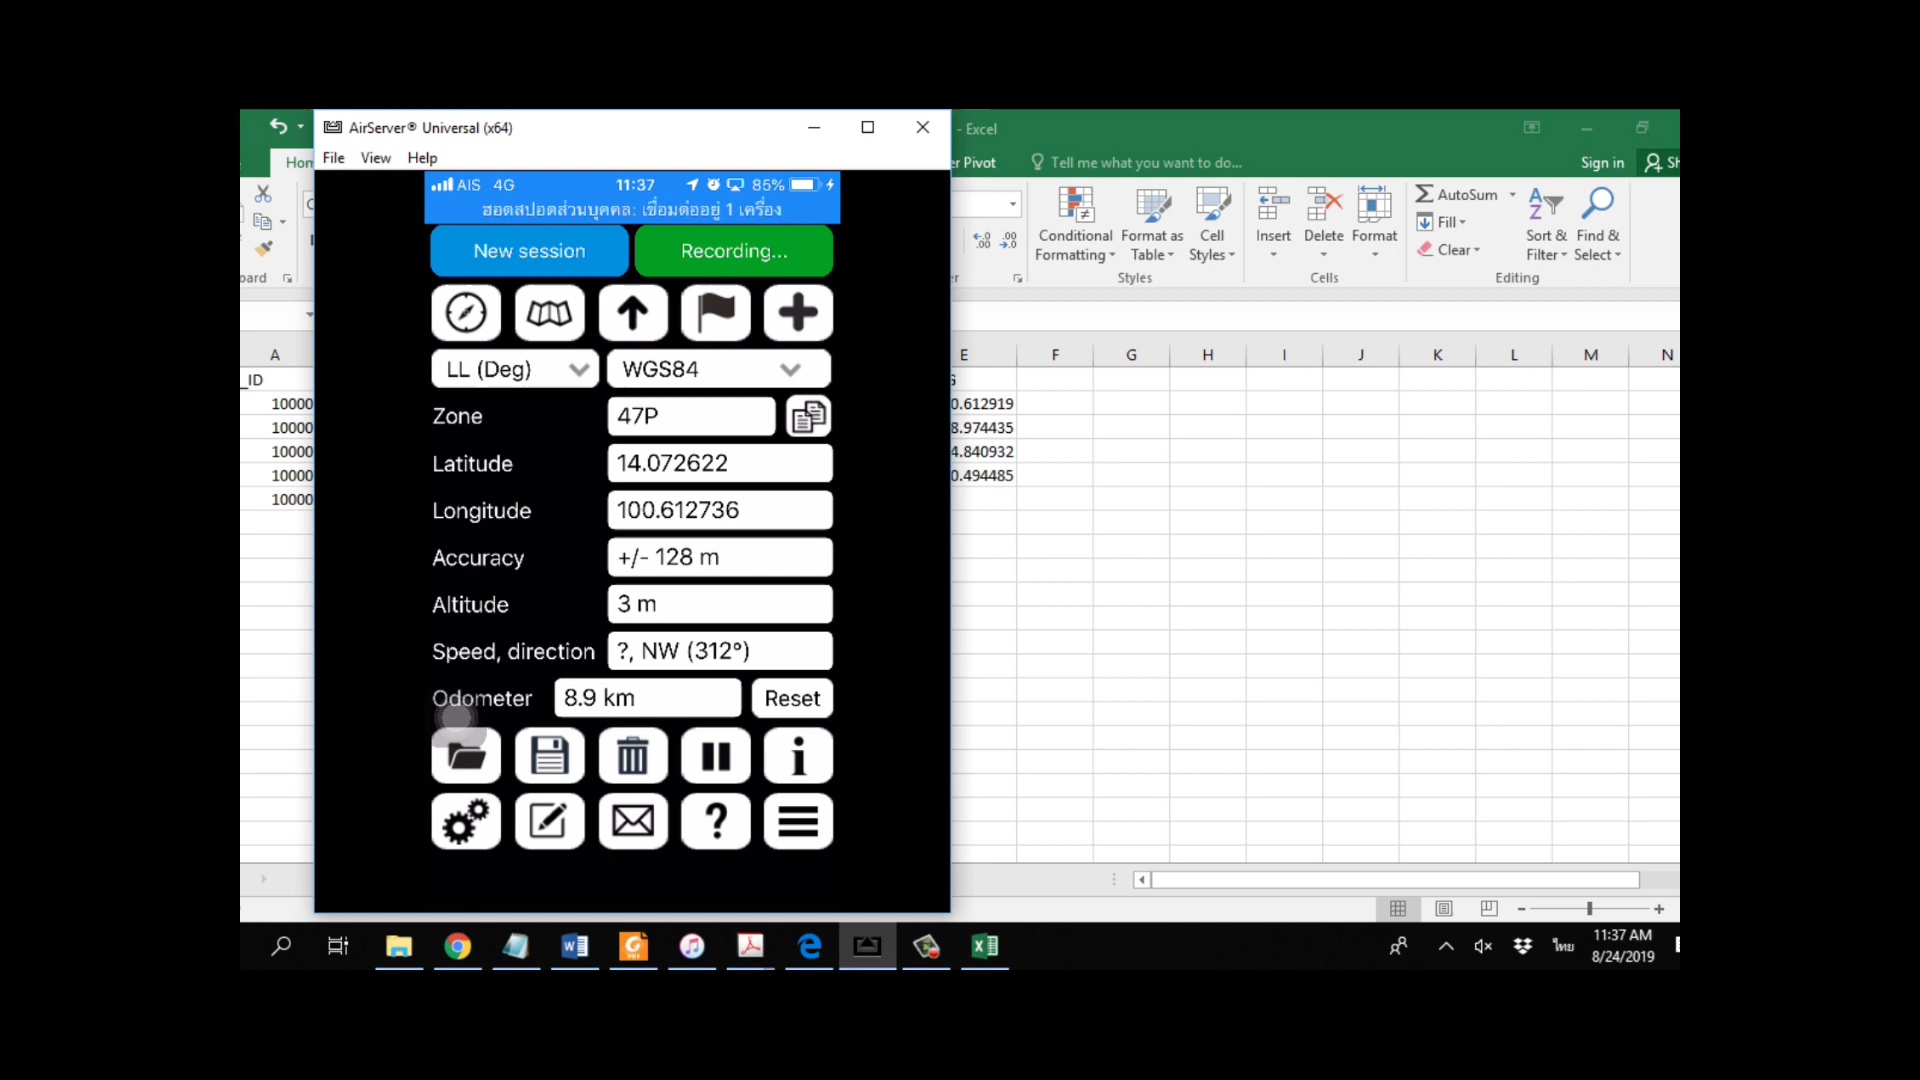 AirServer® Universal (x64)
- Excel
File View Help
Hom
er Pivot
Tell me what you want to do...
Sign in
Sh
AIS 4G 11:37 85%
ฮอตสปอตส่วนบุคคล: เชื่อมต่ออยู่ 1 เครื่อง
New session
Recording...
LL (Deg)
WGS84
Zone 47P
Latitude 14.072622
Longitude 100.612736
Accuracy +/- 128 m
Altitude 3 m
Speed, direction ?, NW (312°)
Odometer 8.9 km Reset
Conditional Formatting
Format as Table
Cell Styles
Styles
Insert
Delete
Format
Cells
AutoSum
Fill
Clear
Sort & Filter
Find & Select
Editing
board
A E F G H I J K L M N
_ID
10000 0.612919
10000 8.974435
10000 4.840932
10000 0.494485
10000
ไทย
11:37 AM
8/24/2019